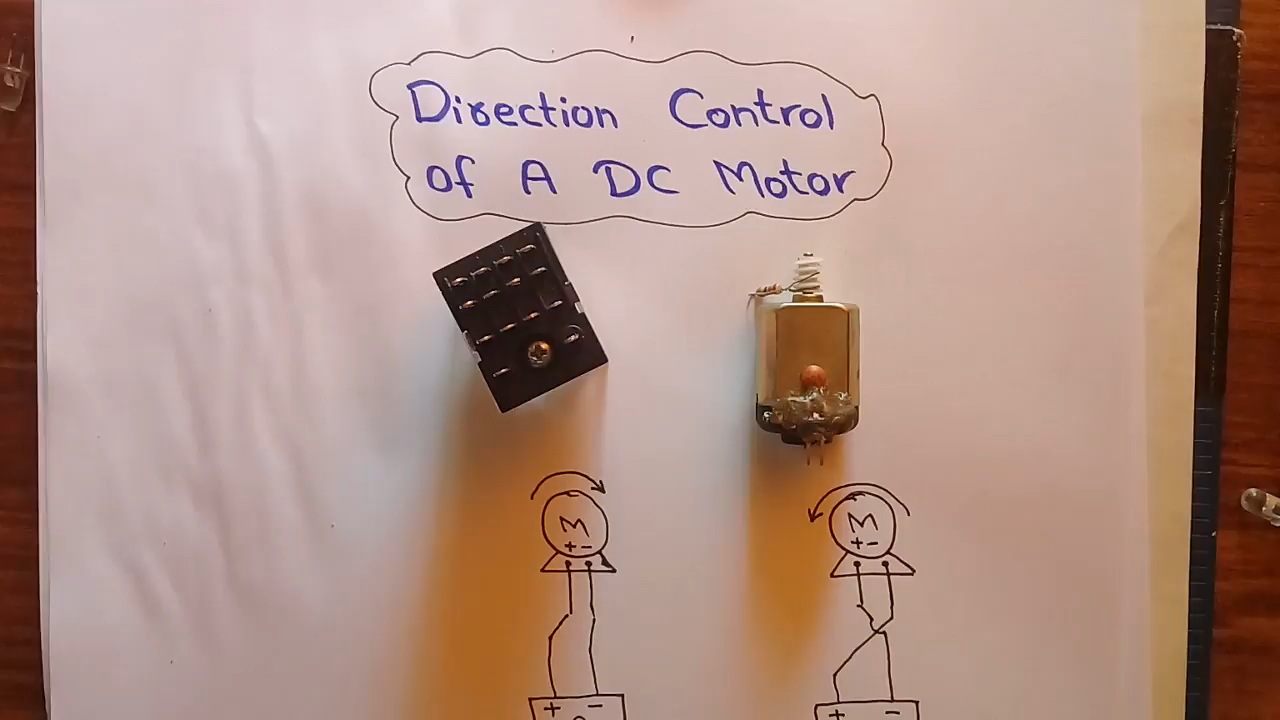 Direction Control
of A DC Motor
M M
+ - + -
+ - + -